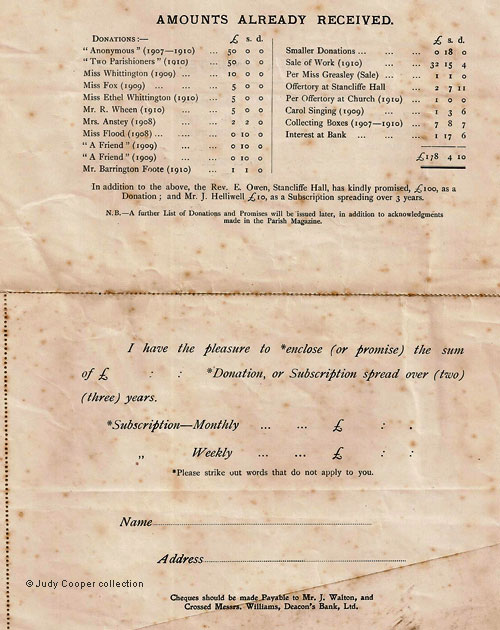 AMOUNTS ALREADY RECEIVED.
DONATIONS :— £ s. d.
" Anonymous " (1907—1910) ... 50 0 0
" Two Parishioners " (1910) ... 50 0 0
Miss Whittington (1909) ... ... 10 0 0
Miss Fox (1909) ... ... ... 5 0 0
Miss Ethel Whittington (1910) ... 5 0 0
Mr. R. Wheen (1910) ... ... 5 0 0
Mrs. Anstey (1908) ... ... 2 2 0
Miss Flood (1908) ... ... ... 0 10 0
" A Friend " (1909) ... ... 0 10 0
" A Friend " (1909) ... ... 0 10 0
Mr. Barrington Foote (1910) ... 1 1 0
£ s. d.
Smaller Donations ... ... ... 0 18 0
Sale of Work (1910) ... ... 32 15 4
Per Miss Greasley (Sale) ... ... 1 1 0
Offertory at Stancliffe Hall ... 2 7 11
Per Offertory at Church (1910) ... 1 0 0
Carol Singing (1909) ... ... 1 3 6
Collecting Boxes (1907—1910) ... 7 8 7
Interest at Bank ... ... ... 1 17 6
£178 4 10
In addition to the above, the Rev. E. Owen, Stancliffe Hall, has kindly promised, £100, as a
Donation ; and Mr. J. Helliwell £10, as a Subscription spreading over 3 years.
N.B.—A further List of Donations and Promises will be issued later, in addition to acknowledgments
made in the Parish Magazine.
I have the pleasure to *enclose (or promise) the sum
of £ : : *Donation, or Subscription spread over (two)
(three) years.
*Subscription—Monthly ... ... £ : .
* „ Weekly ... ... £ : :
*Please strike out words that do not apply to you.
Name
Address
© Judy Cooper collection
Cheques should be made Payable to Mr. J. Walton, and
Crossed Messrs. Williams, Deacon's Bank, Ltd.